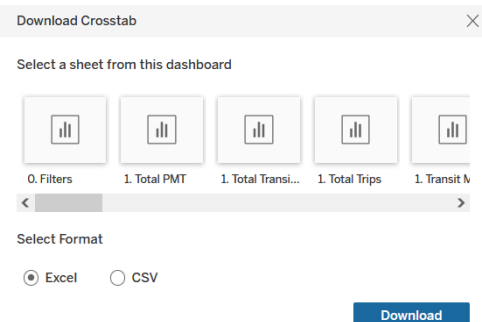 Download Crosstab
Select a sheet from this dashboard
0. Filters 1. Total PMT 1. Total Transi... 1. Total Trips 1. Transit M
Select Format
Excel CSV
Download